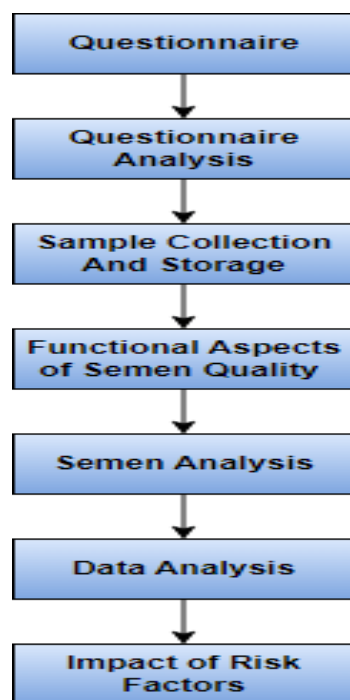 Questionnaire
Questionnaire
Analysis
Sample Collection
And Storage
Functional Aspects
of Semen Quality
Semen Analysis
Data Analysis
Impact of Risk
Factors